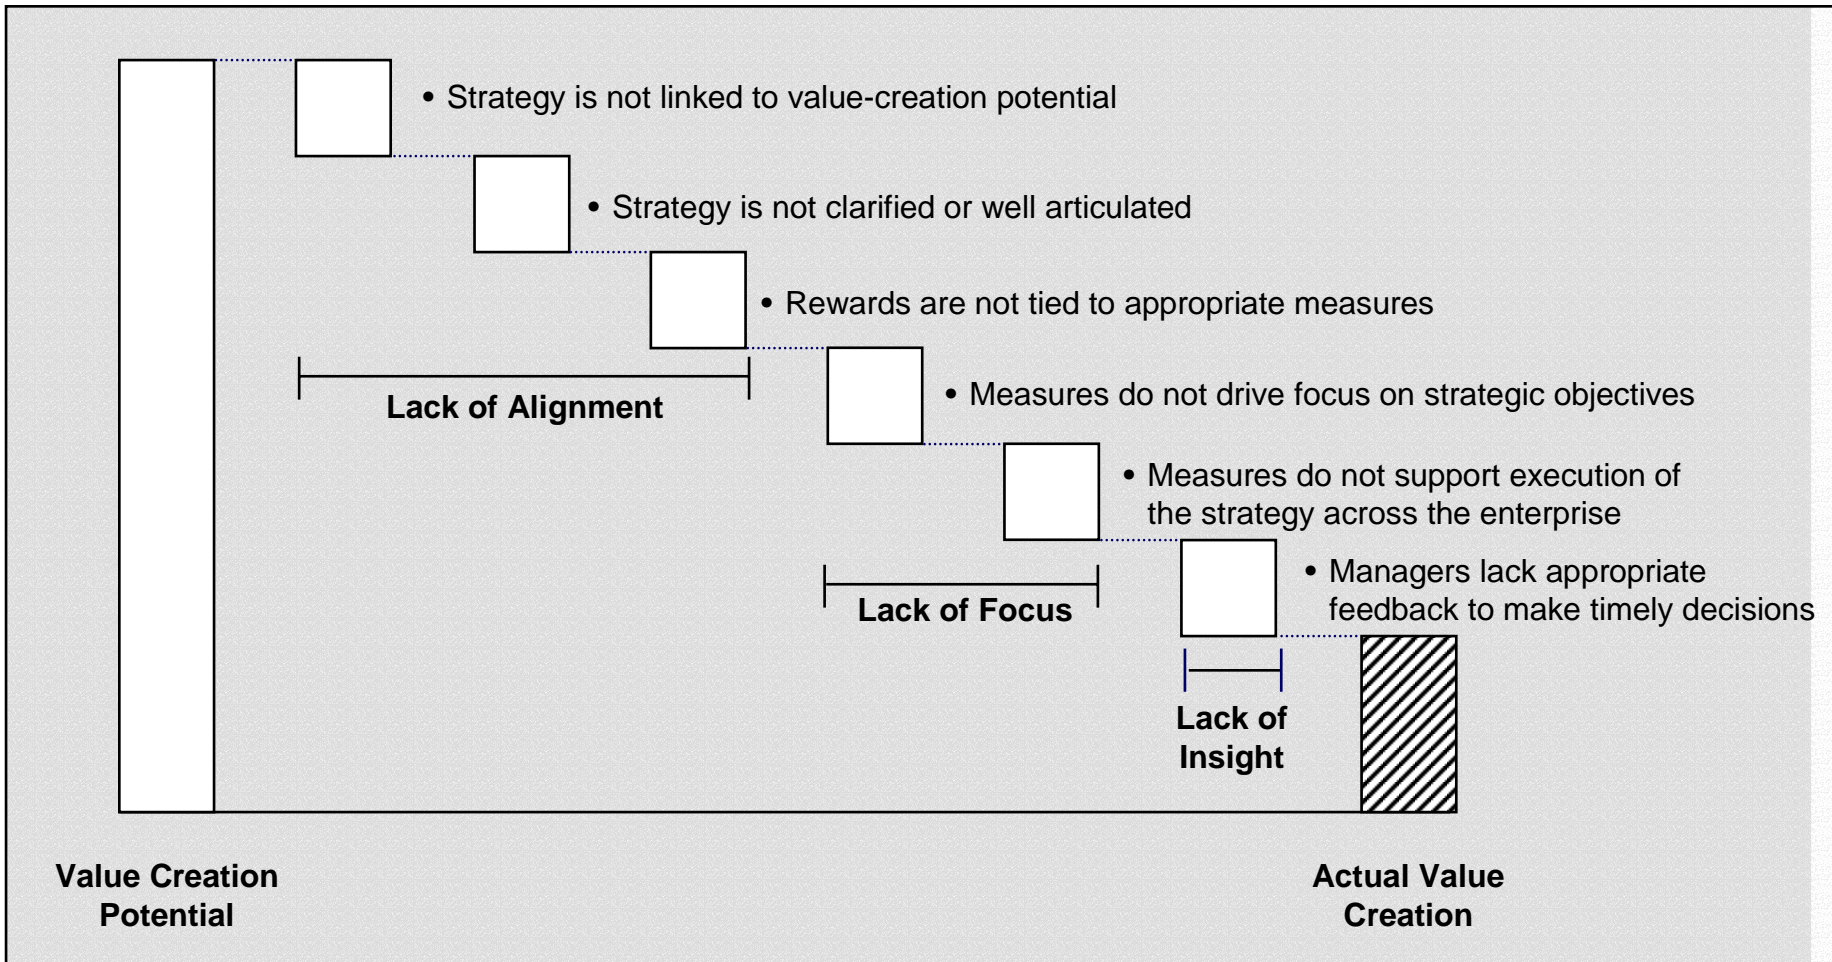 • Strategy is not linked to value-creation potential
• Strategy is not clarified or well articulated
• Rewards are not tied to appropriate measures
Lack of Alignment
• Measures do not drive focus on strategic objectives
• Measures do not support execution of
the strategy across the enterprise
Lack of Focus
• Managers lack appropriate
feedback to make timely decisions
Lack of
Insight
Value Creation
Potential
Actual Value
Creation